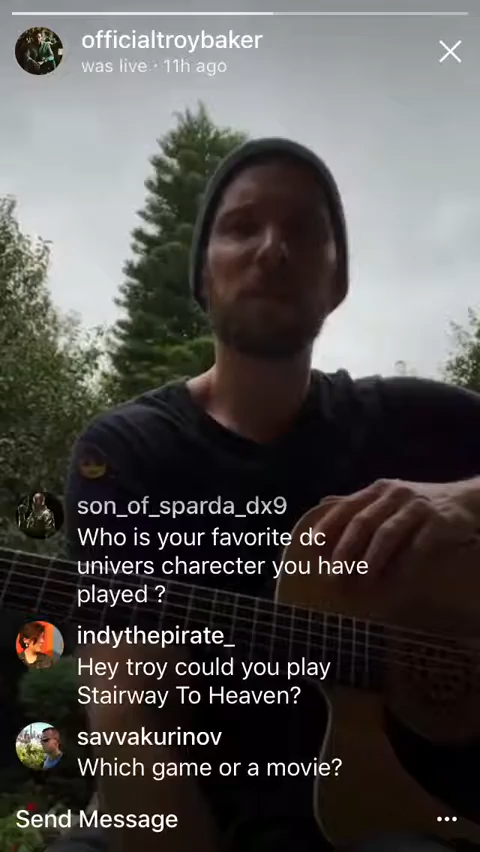 officialtroybaker
was live · 11h ago
son_of_sparda_dx9
Who is your favorite dc
univers charecter you have
played ?
indythepirate_
Hey troy could you play
Stairway To Heaven?
savvakurinov
Which game or a movie?
Send Message